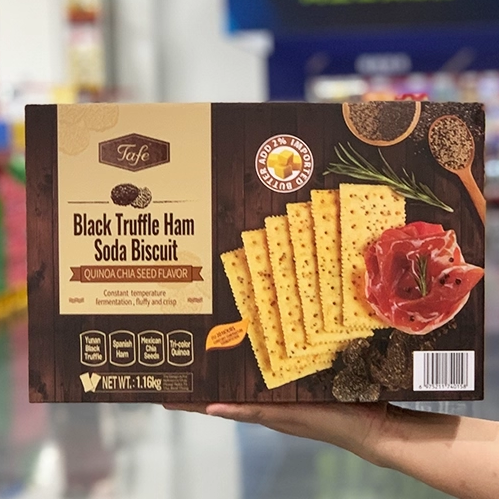 Tafe
Black Truffle Ham
Soda Biscuit
QUINOA CHIA SEED FLAVOR
Constant temperature
fermentation, fluffy and crisp
Yunan
Black
Truffle
Spanish
Ham
Mexican
Chia
Seeds
Tri-color
Quinoa
NET WT.: 1.16kg
ADD 2% IMPORTED
BUTTER